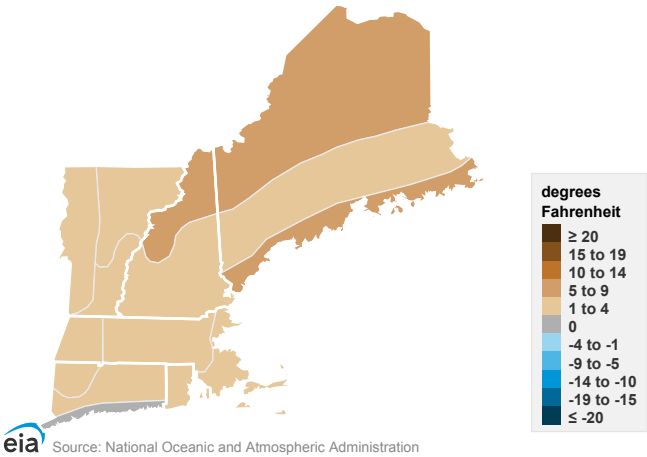 degrees
Fahrenheit
≥ 20
15 to 19
10 to 14
5 to 9
1 to 4
0
-4 to -1
-9 to -5
-14 to -10
-19 to -15
≤ -20
eia Source: National Oceanic and Atmospheric Administration